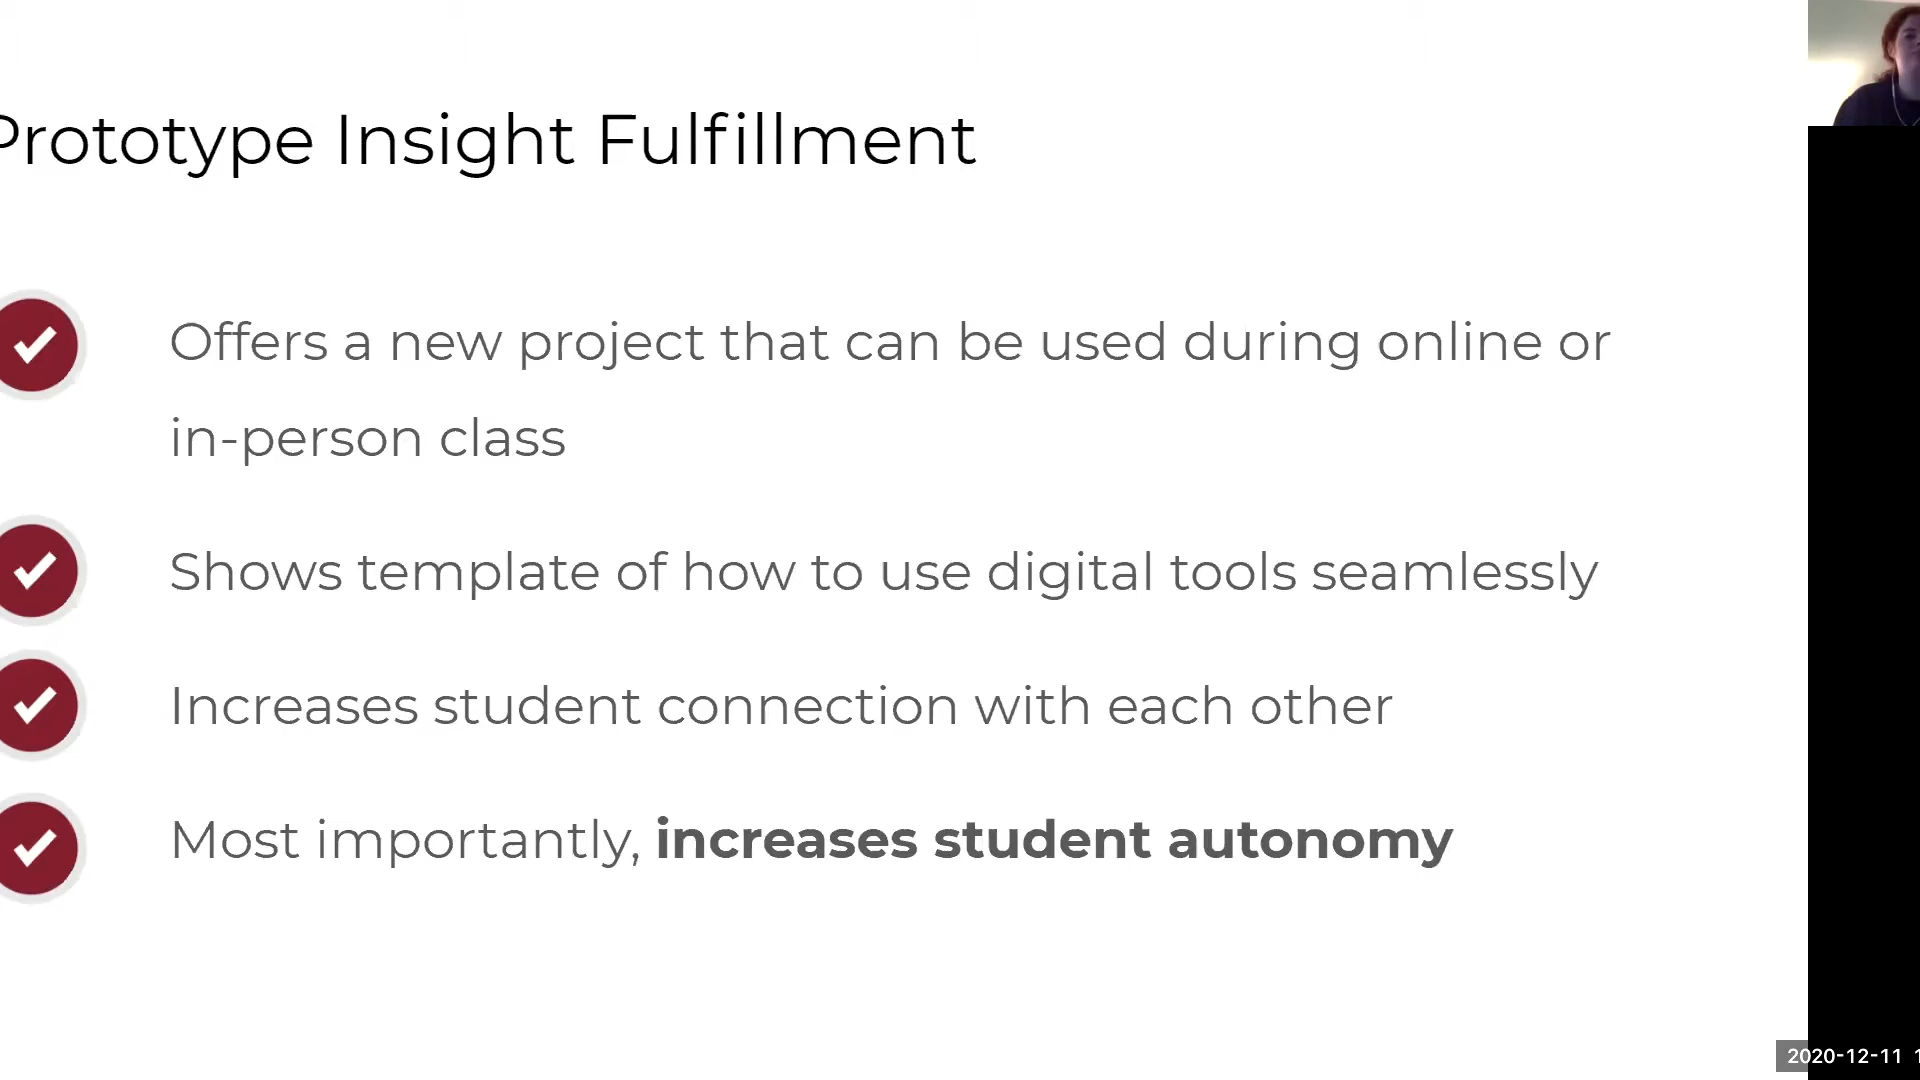 Prototype Insight Fulfillment
Offers a new project that can be used during online or
in-person class
Shows template of how to use digital tools seamlessly
Increases student connection with each other
Most importantly, increases student autonomy
2020-12-11